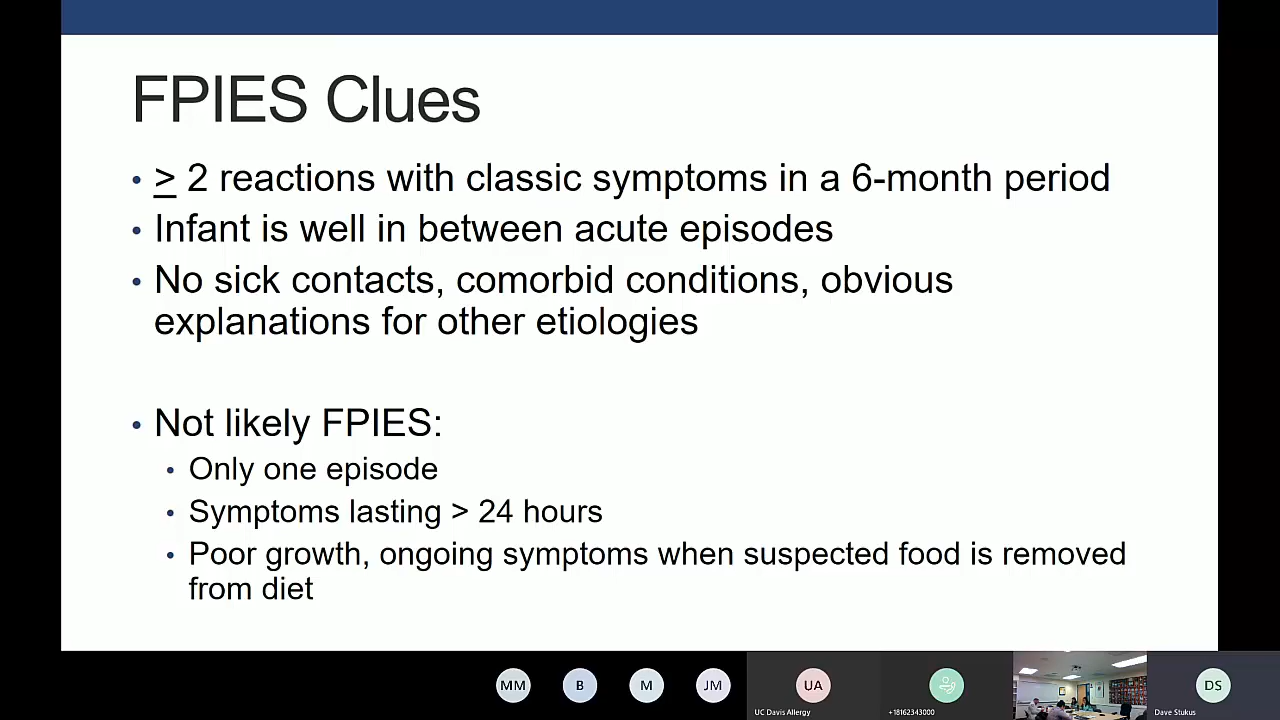 FPIES Clues
• ≥ 2 reactions with classic symptoms in a 6-month period
• Infant is well in between acute episodes
• No sick contacts, comorbid conditions, obvious
explanations for other etiologies
• Not likely FPIES:
• Only one episode
• Symptoms lasting > 24 hours
• Poor growth, ongoing symptoms when suspected food is removed
from diet
MM B M JM UA DS
UC Davis Allergy +18162343000 Dave Stukus